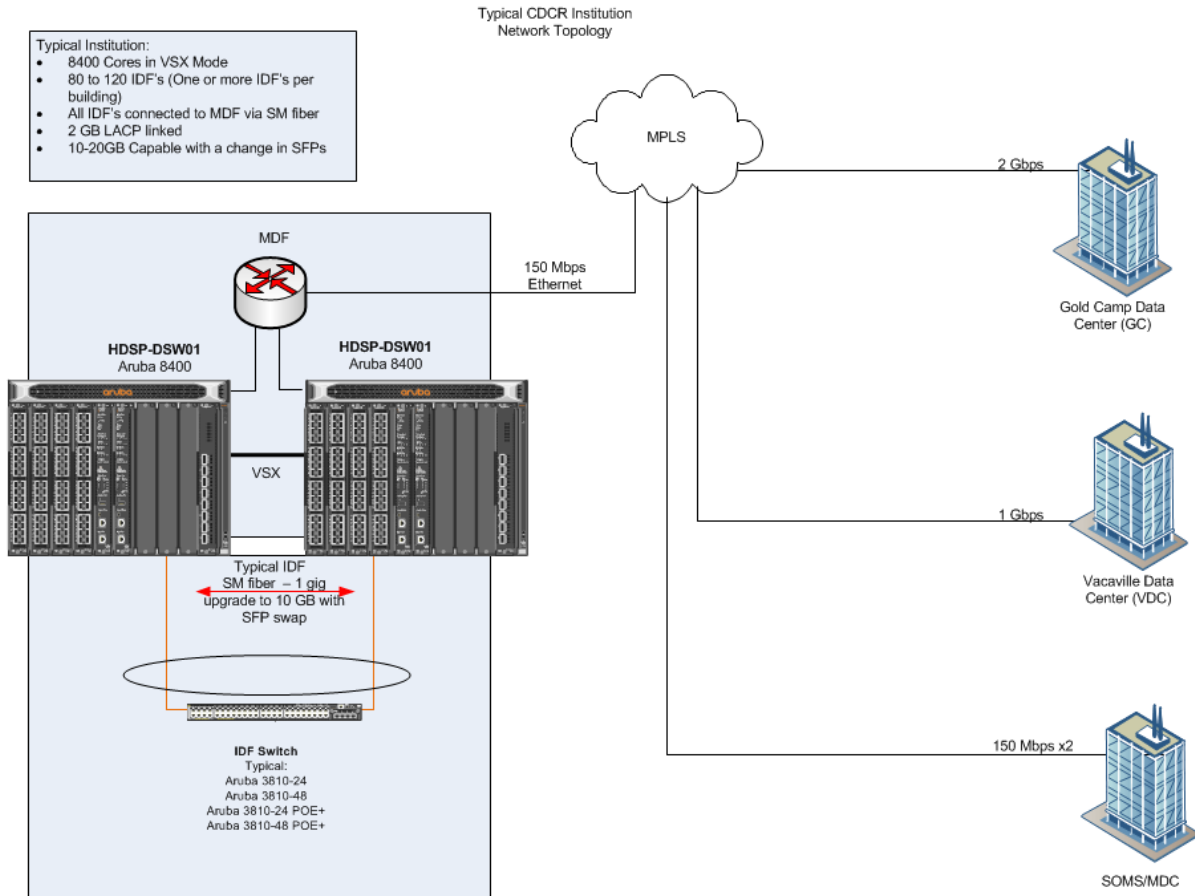 Typical CDCR Institution
Network Topology
Typical Institution:
• 8400 Cores in VSX Mode
• 80 to 120 IDF's (One or more IDF's per
building)
• All IDF's connected to MDF via SM fiber
• 2 GB LACP linked
• 10-20GB Capable with a change in SFPs
MPLS
2 Gbps
Gold Camp Data
Center (GC)
MDF
150 Mbps
Ethernet
HDSP-DSW01
Aruba 8400
HDSP-DSW01
Aruba 8400
aruba
aruba
VSX
1 Gbps
Vacaville Data
Center (VDC)
Typical IDF
SM fiber – 1 gig
upgrade to 10 GB with
SFP swap
IDF Switch
Typical:
Aruba 3810-24
Aruba 3810-48
Aruba 3810-24 POE+
Aruba 3810-48 POE+
150 Mbps x2
SOMS/MDC